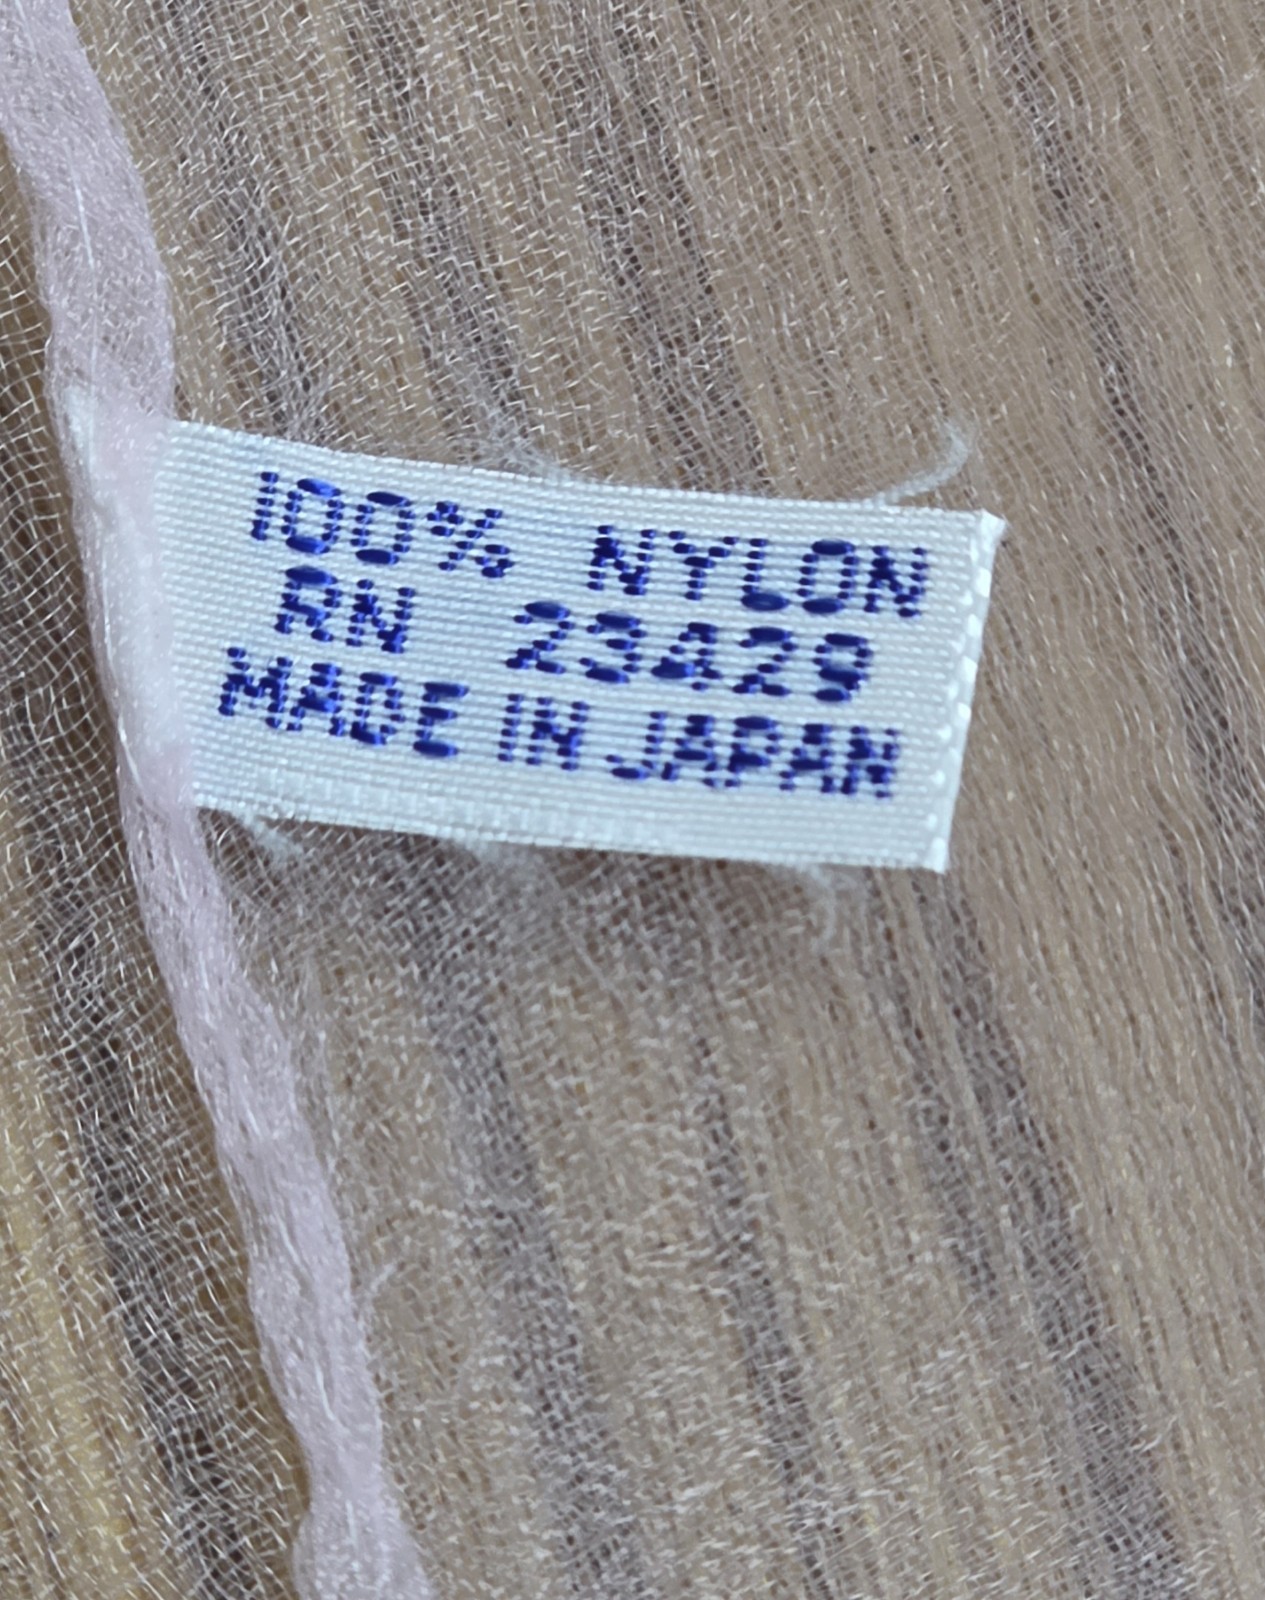 100% NYLON
RN 23429
MADE IN JAPAN